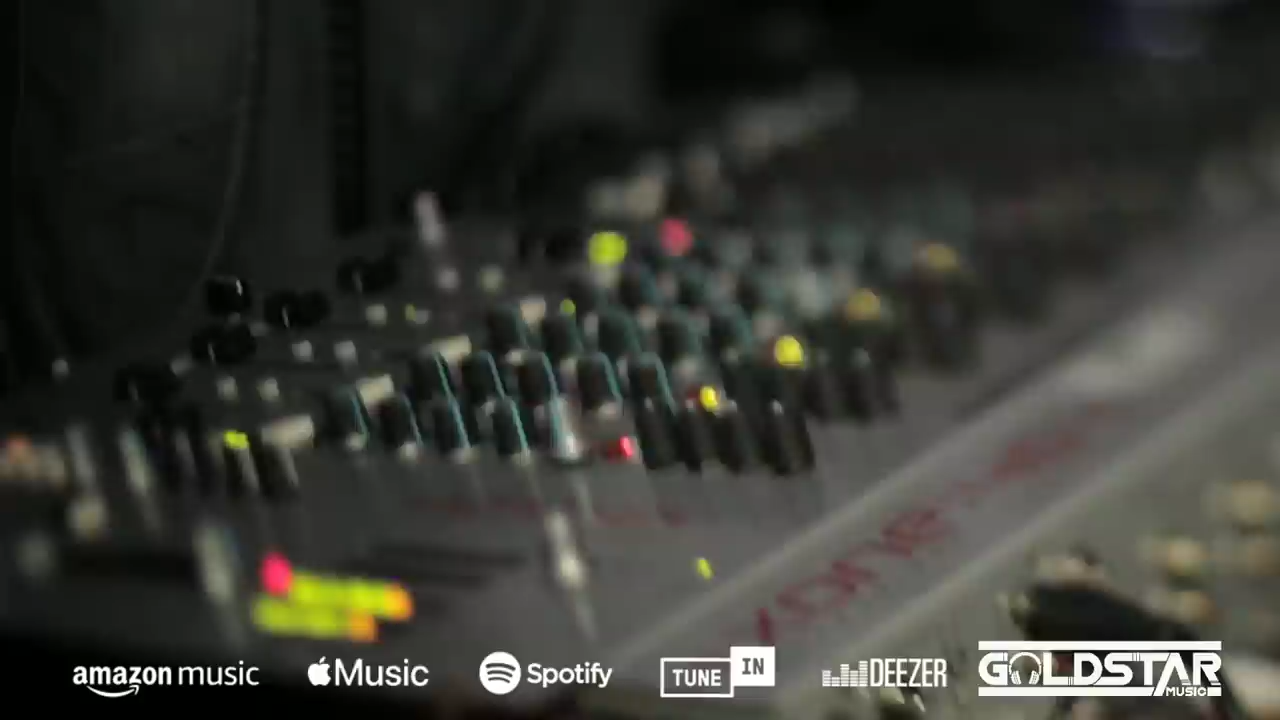 amazon music
Music
Spotify
TUNE IN
DEEZER
GOLDSTAR
MUSIC